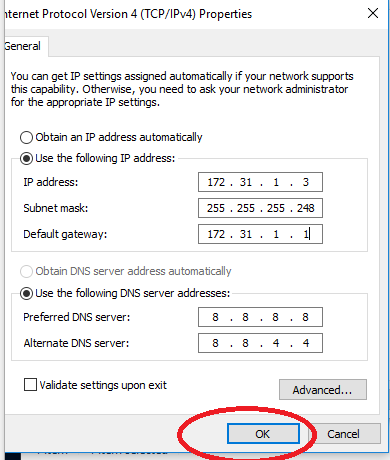 nternet Protocol Version 4 (TCP/IPv4) Properties
General
You can get IP settings assigned automatically if your network supports
this capability. Otherwise, you need to ask your network administrator
for the appropriate IP settings.
Obtain an IP address automatically
Use the following IP address:
IP address: 172 . 31 . 1 . 3
Subnet mask: 255 . 255 . 255 . 248
Default gateway: 172 . 31 . 1 . 1
Obtain DNS server address automatically
Use the following DNS server addresses:
Preferred DNS server: 8 . 8 . 8 . 8
Alternate DNS server: 8 . 8 . 4 . 4
Validate settings upon exit
Advanced...
OK Cancel